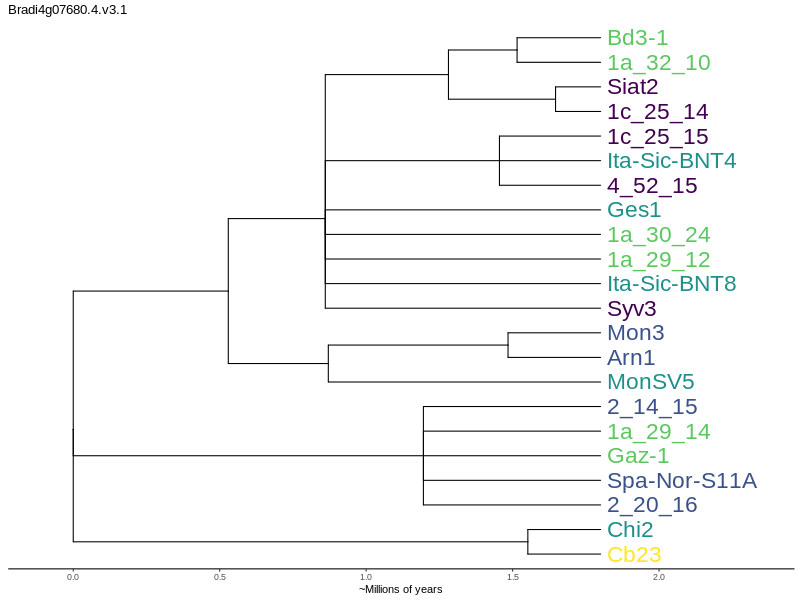 Bradi4g07680.4.v3.1
Bd3-1
1a_32_10
Siat2
1c_25_14
1c_25_15
Ita-Sic-BNT4
4_52_15
Ges1
1a_30_24
1a_29_12
Ita-Sic-BNT8
Syv3
Mon3
Arn1
MonSV5
2_14_15
1a_29_14
Gaz-1
Spa-Nor-S11A
2_20_16
Chi2
Cb23
0.0 0.5 1.0 1.5 2.0
~Millions of years